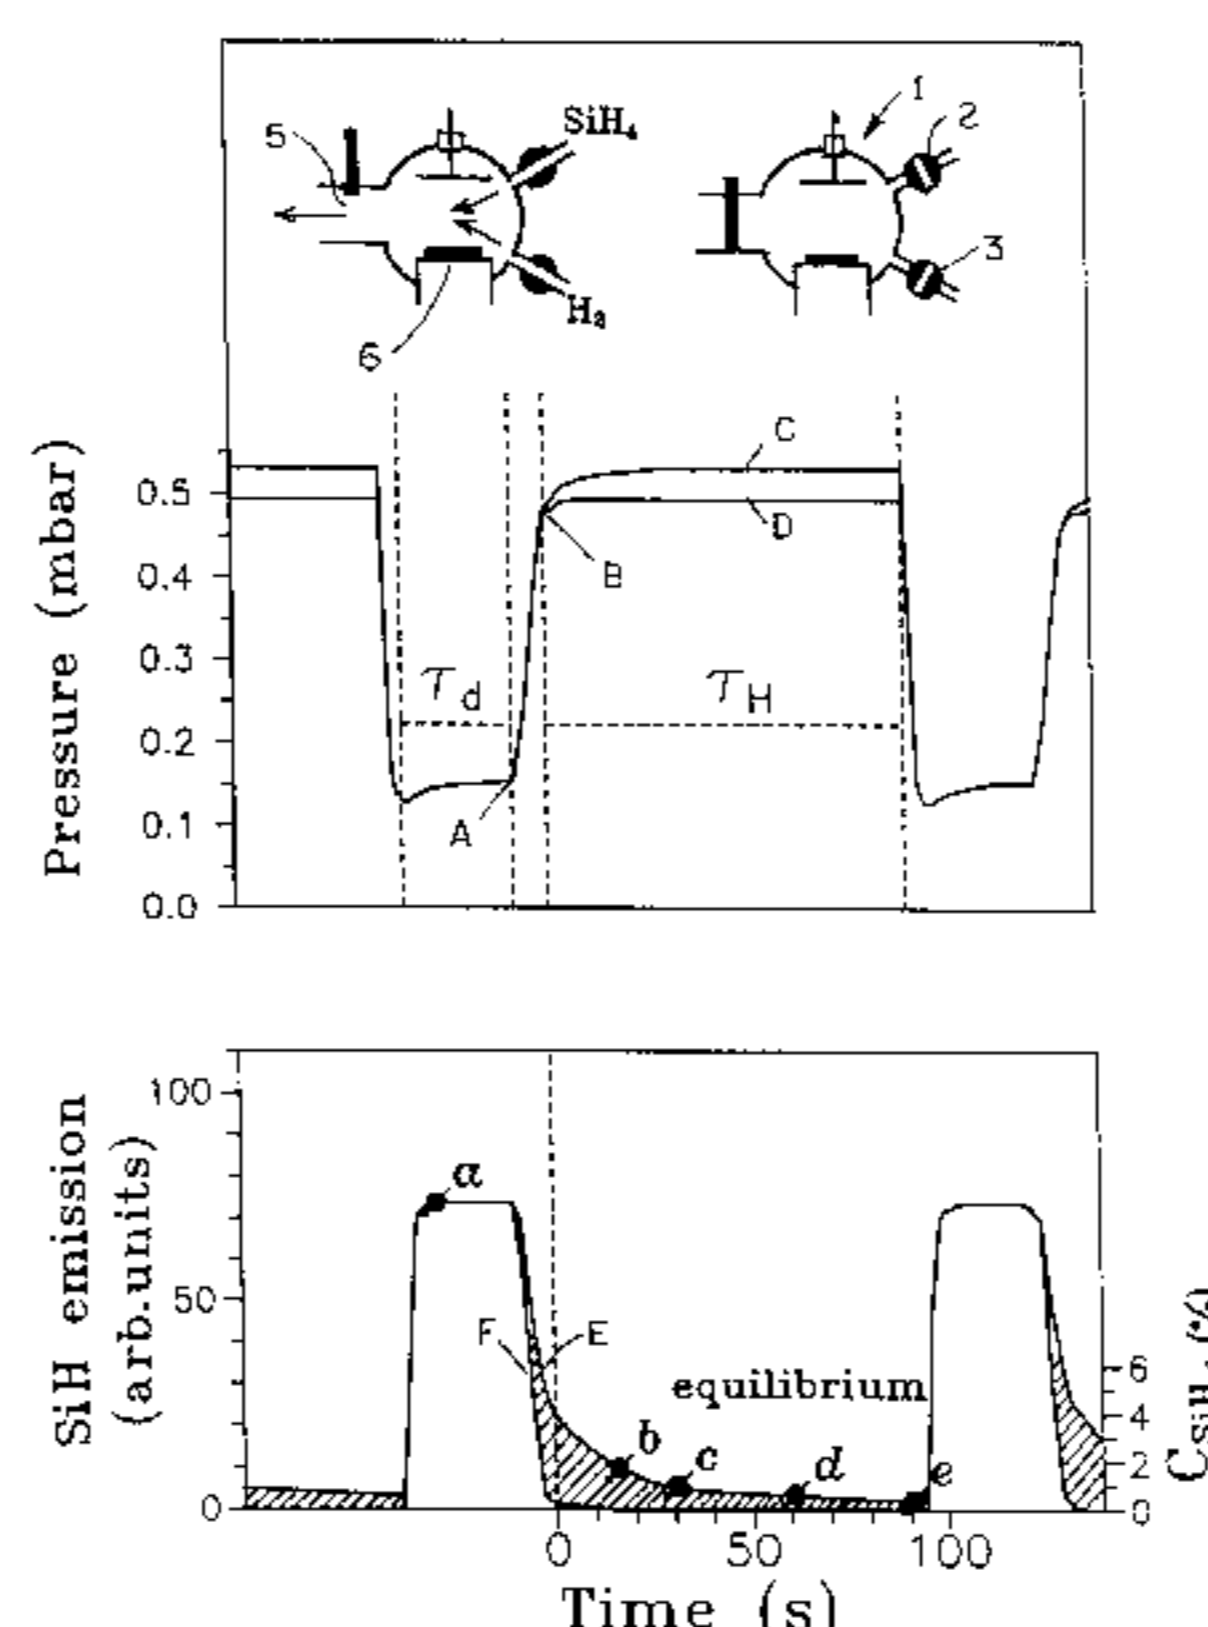 SiH₄
1
2
5
3
H₂
6
Pressure (mbar)
0.5
0.4
0.3
0.2
0.1
0.0
C
D
B
τd
τH
A
SiH emission
(arb.units)
100
50
0
a
F
E
equilibrium
b
c
d
e
6
4
2
0
CSiH₄ (%)
0
50
100
Time (s)